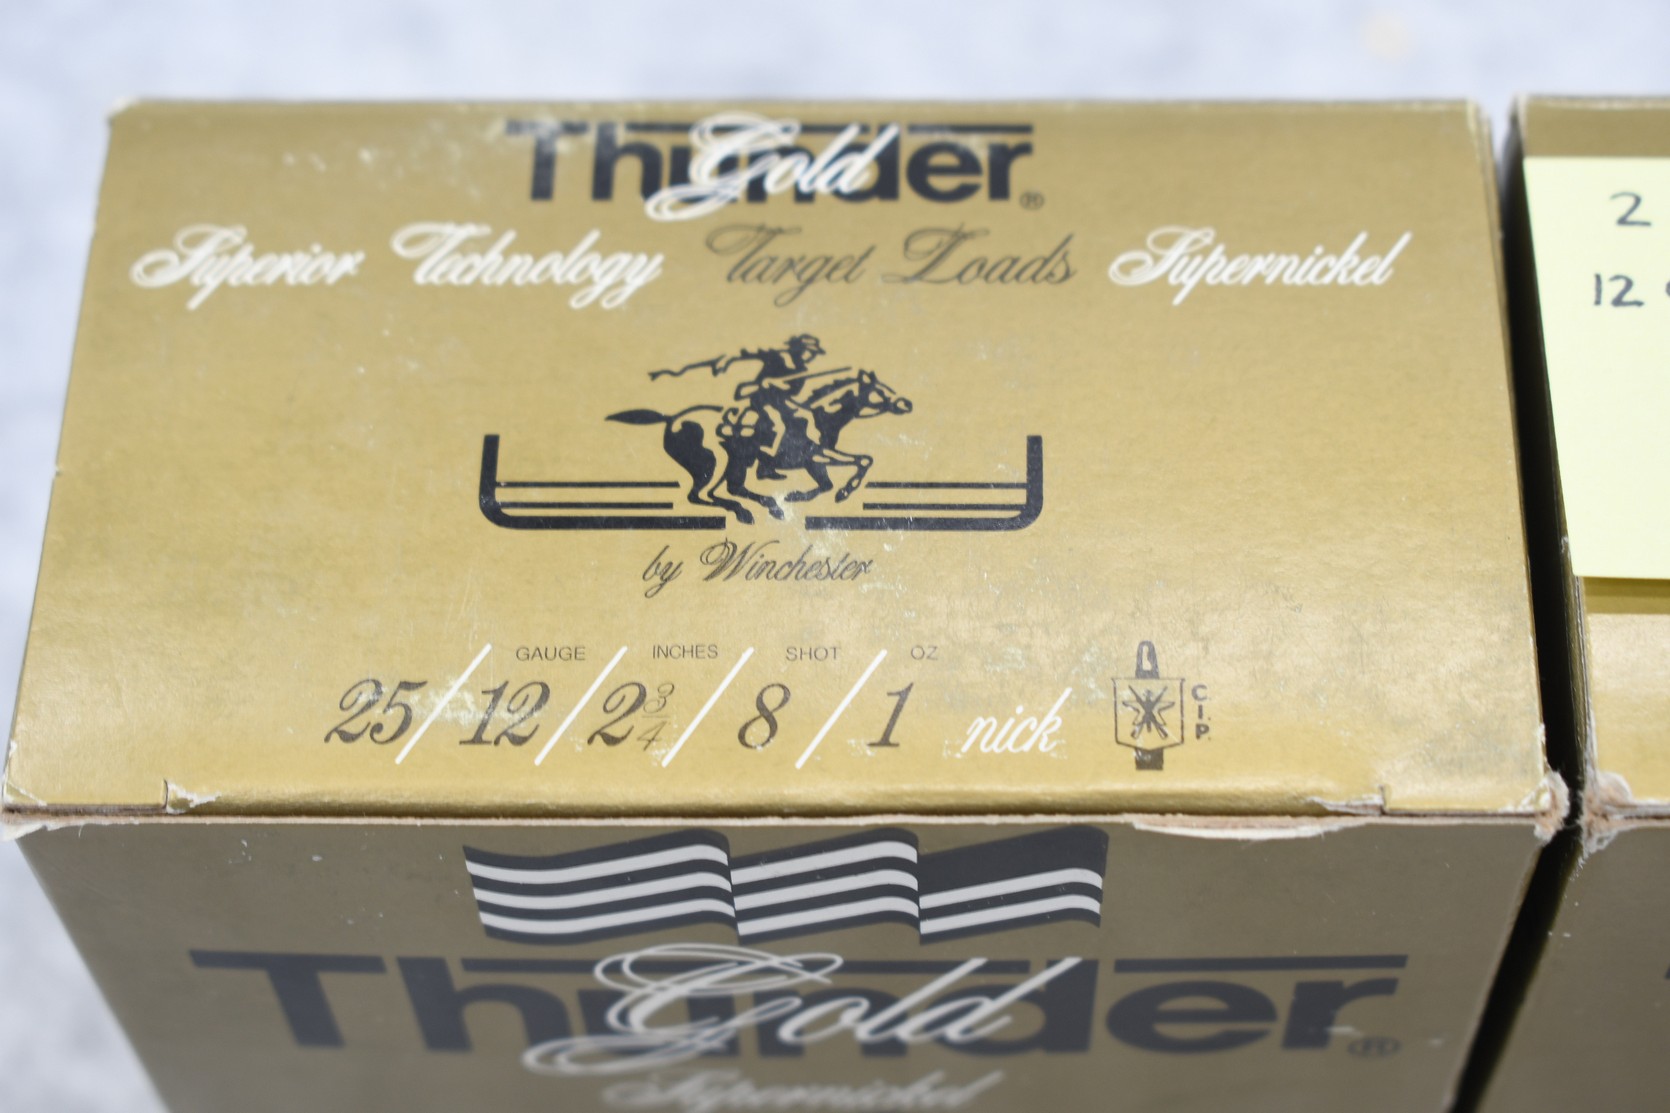 Thunder Gold ®
Superior Technology Target Loads Supernickel
by Winchester
GAUGE INCHES SHOT OZ
25/12/2 3/4/8/1 nick
C.I.P.
2
12
Thunder Gold ®
Supernickel